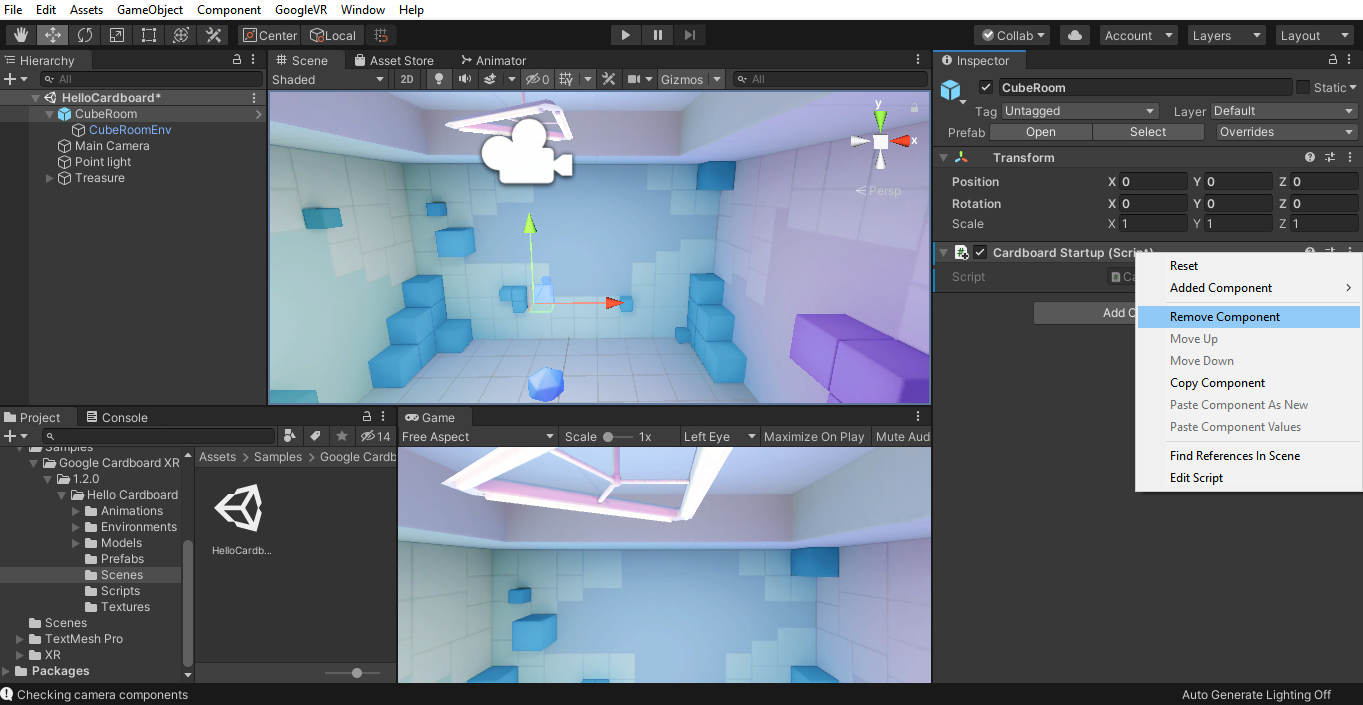 File Edit Assets GameObject Component GoogleVR Window Help
Center Local Collab Account Layers Layout
Hierarchy
All
HelloCardboard*
CubeRoom
CubeRoomEnv
Main Camera
Point light
Treasure
Scene Asset Store Animator
Shaded 2D 0 Gizmos All
y
x
Persp
Inspector
CubeRoom Static
Tag Untagged Layer Default
Prefab Open Select Overrides
Transform
Position X 0 Y 0 Z 0
Rotation X 0 Y 0 Z 0
Scale X 1 Y 1 Z 1
Cardboard Startup (Script)
Script
Reset
Added Component
Remove Component
Move Up
Move Down
Copy Component
Paste Component As New
Paste Component Values
Find References In Scene
Edit Script
Project Console
14
Samples
Google Cardboard XR
1.2.0
Hello Cardboard
Animations
Environments
Models
Prefabs
Scenes
Scripts
Textures
Scenes
TextMesh Pro
XR
Packages
Assets > Samples > Google Cardb
HelloCardb...
Game
Free Aspect Scale 1x Left Eye Maximize On Play Mute Aud
Checking camera components
Auto Generate Lighting Off